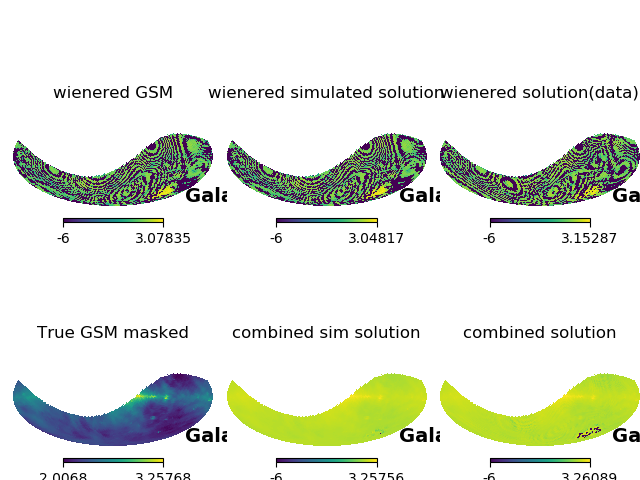 wienered GSM
wienered simulated solution
wienered solution(data)
Gala
Gala
Ga
-6 3.07835
-6 3.04817
-6 3.15287
True GSM masked
combined sim solution
combined solution
Gala
Gala
Ga
2.0068 3.25768
-6 3.25756
-6 3.26089